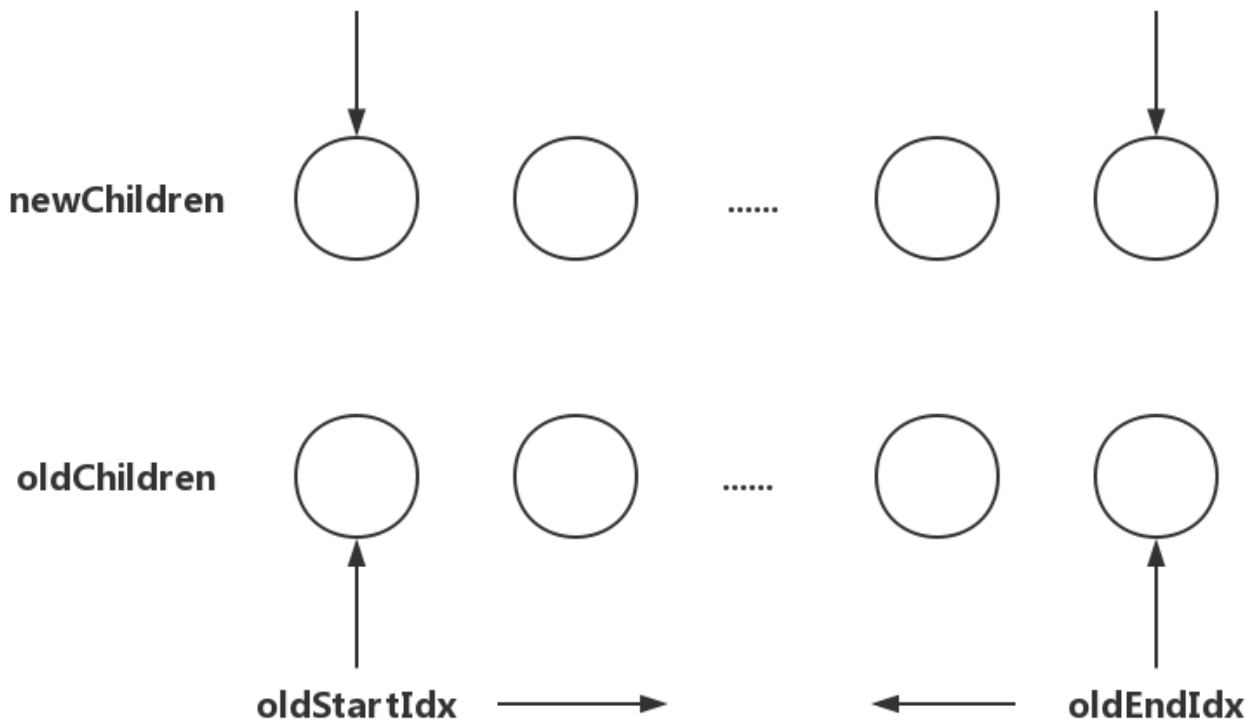 newChildren ......
oldChildren ......
oldStartIdx oldEndIdx